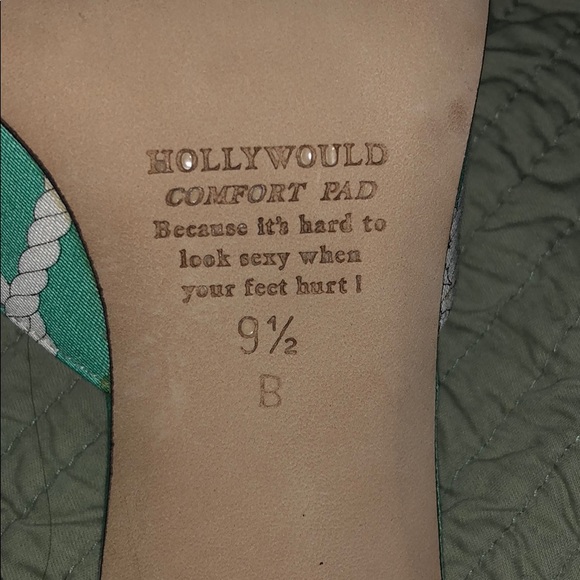 HOLLYWOULD
COMFORT PAD
Because it's hard to
look sexy when
your feet hurt !
9½
B